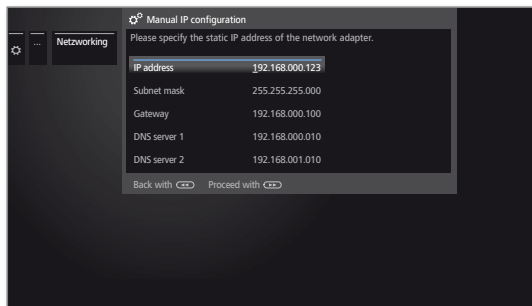 Manual IP configuration
... Netzworking
Please specify the static IP address of the network adapter.
IP address 192.168.000.123
Subnet mask 255.255.255.000
Gateway 192.168.000.100
DNS server 1 192.168.000.010
DNS server 2 192.168.001.010
Back with Proceed with